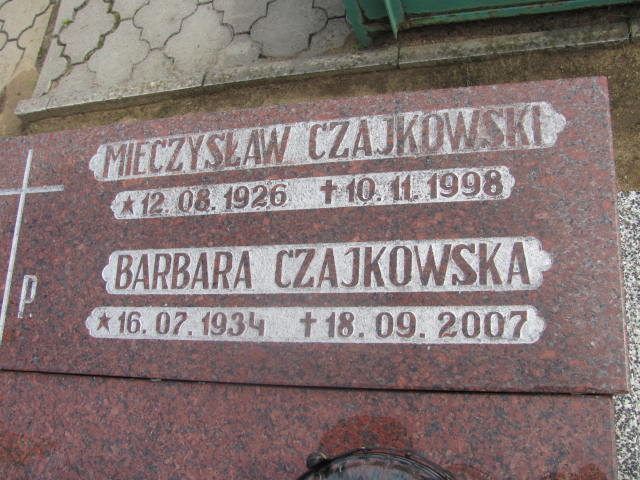 MIECZYSŁAW CZAJKOWSKI
★12.08.1926 ✝10.11.1998
BARBARA CZAJKOWSKA
★16.07.1934 ✝18.09.2007
P.